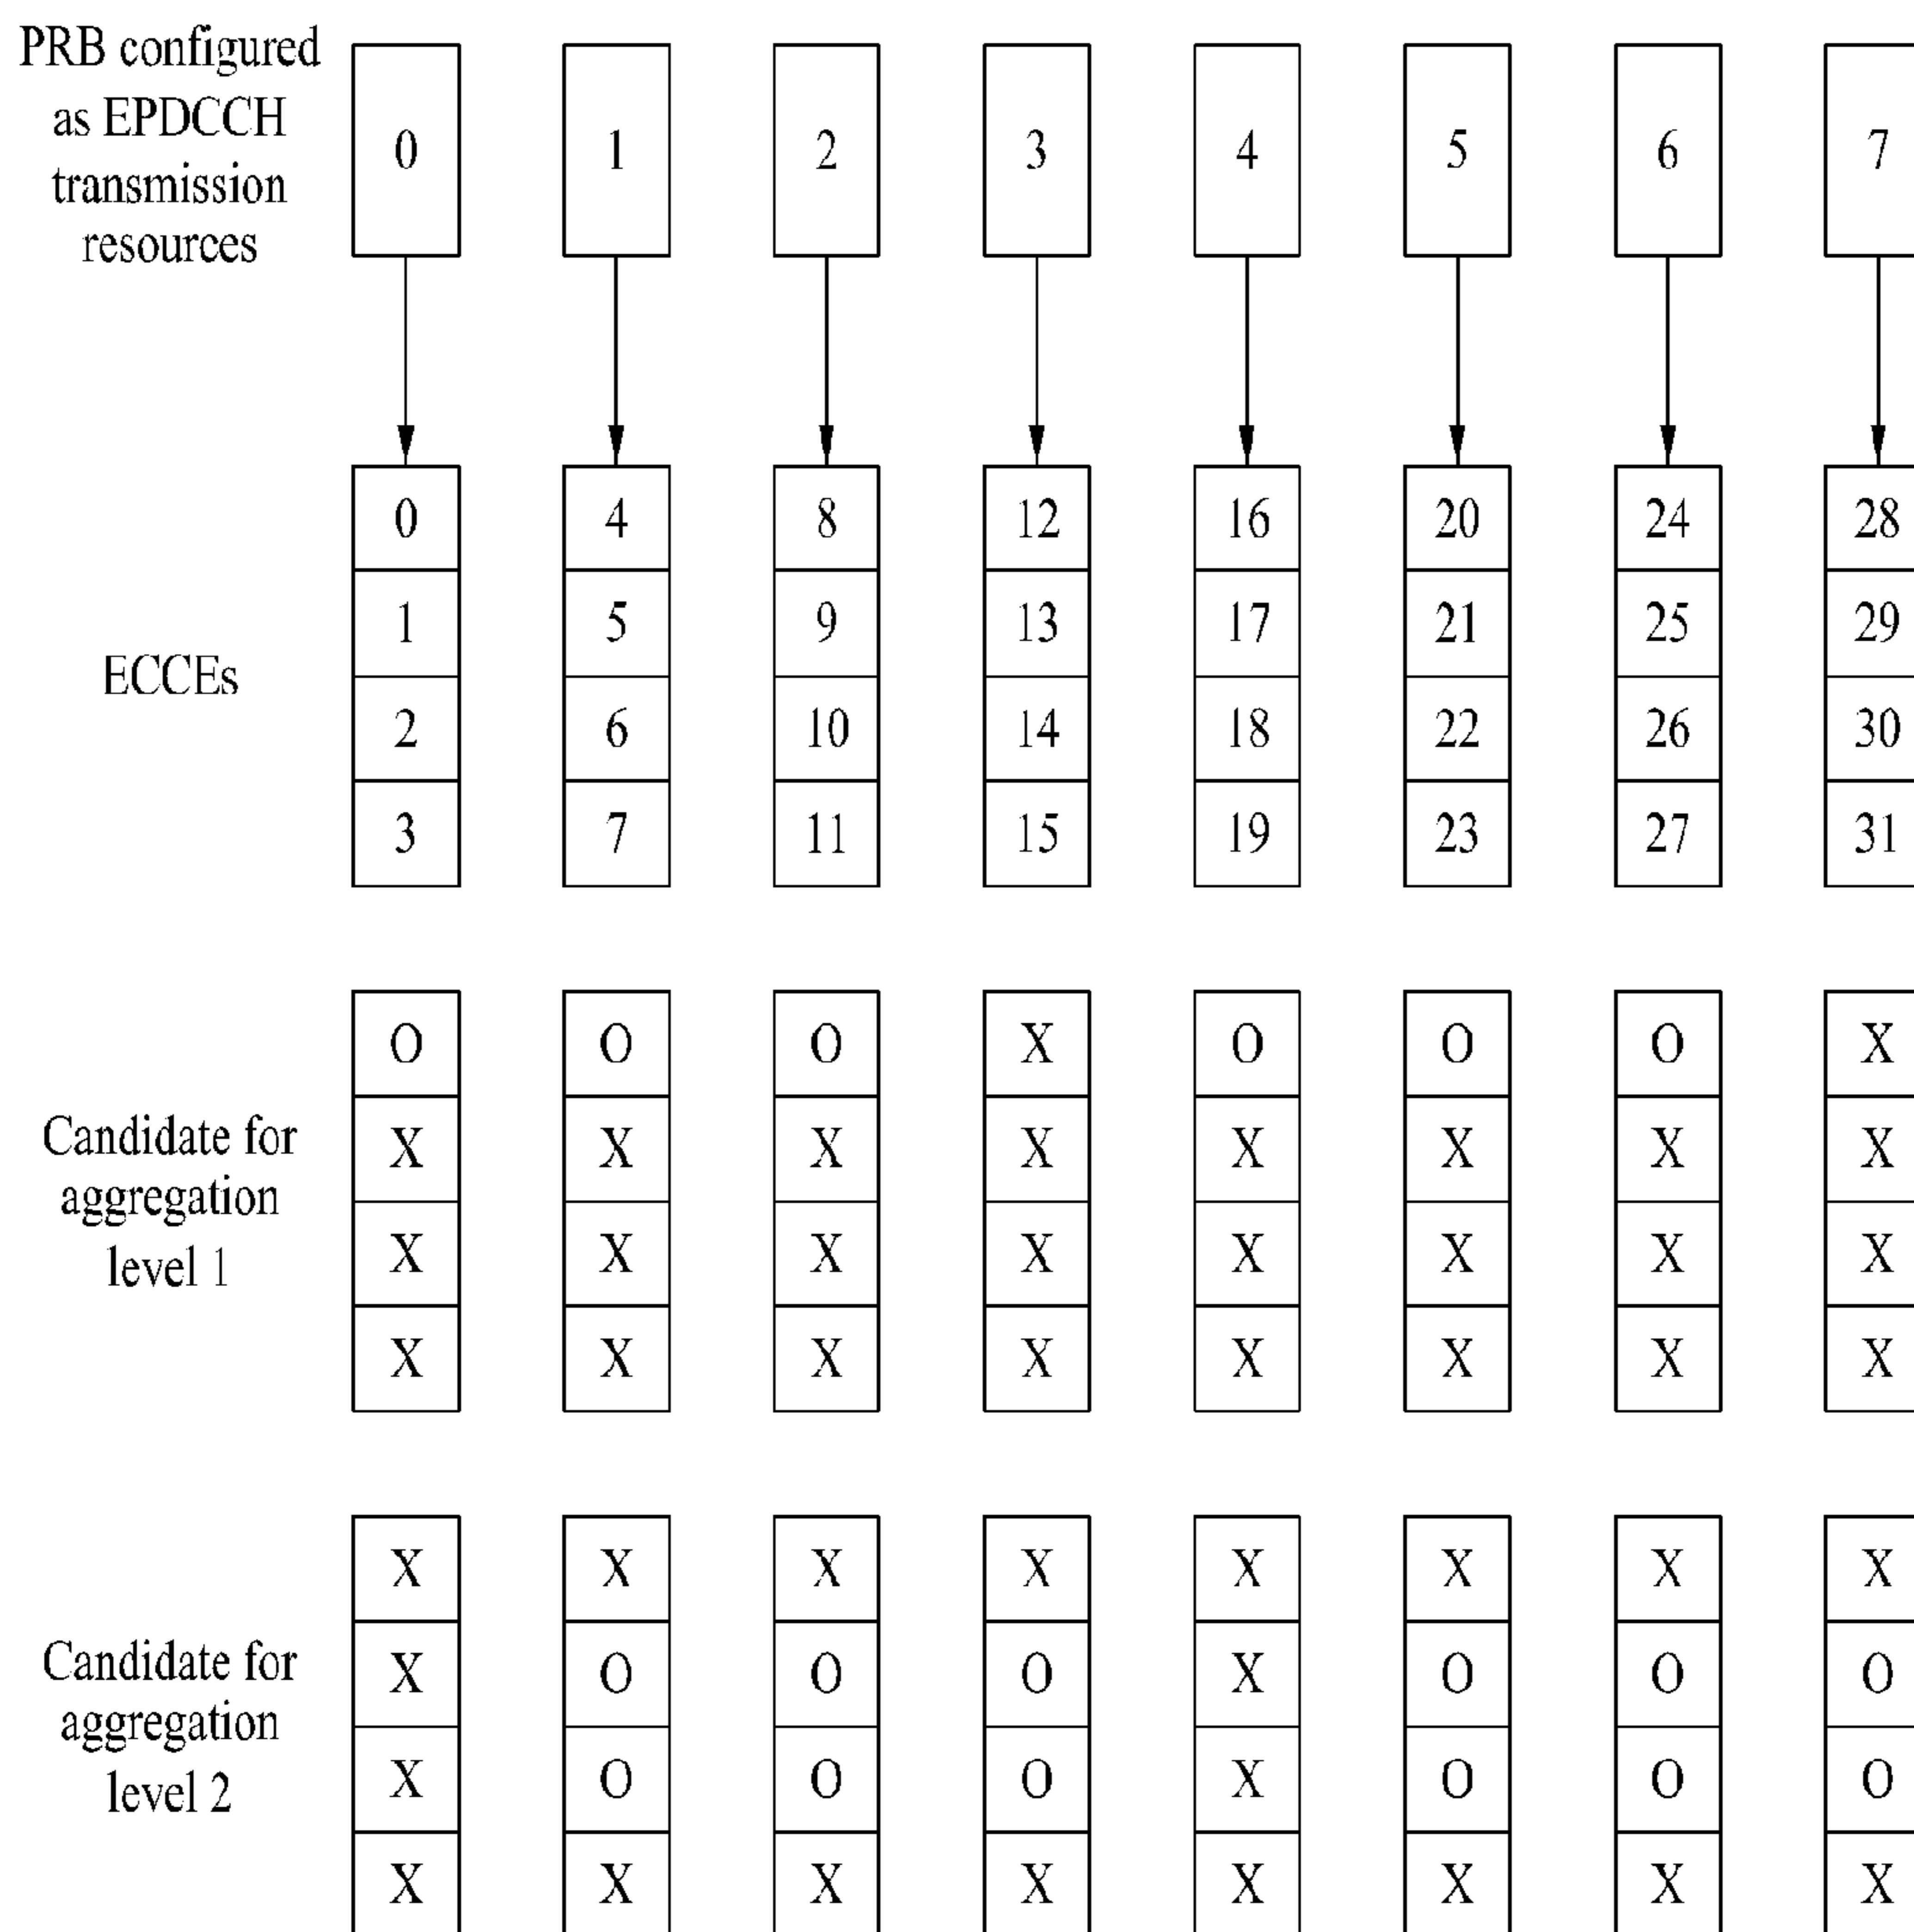 PRB configured
as EPDCCH
transmission
resources
0 1 2 3 4 5 6 7
ECCEs
0 4 8 12 16 20 24 28
1 5 9 13 17 21 25 29
2 6 10 14 18 22 26 30
3 7 11 15 19 23 27 31
Candidate for
aggregation
level 1
O O O X O O O X
X X X X X X X X
X X X X X X X X
X X X X X X X X
Candidate for
aggregation
level 2
X X X X X X X X
X O O O X O O O
X O O O X O O O
X X X X X X X X